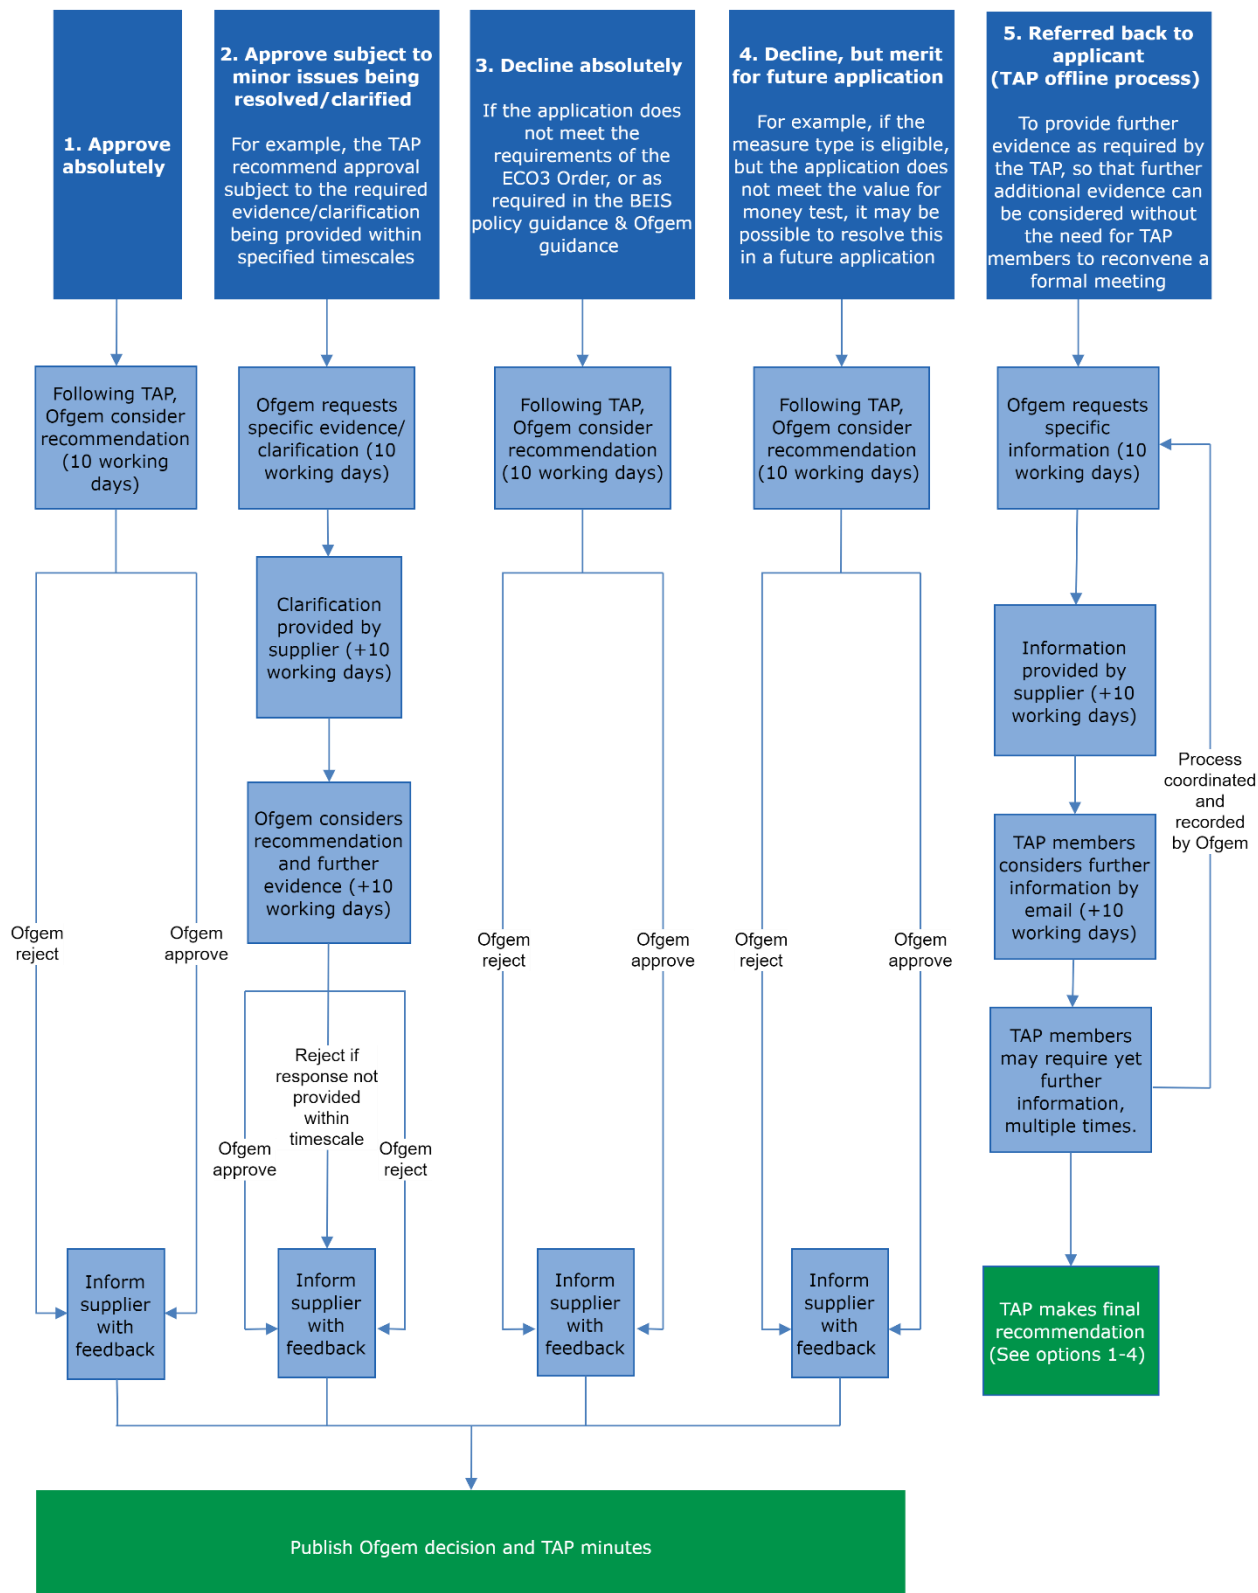 1. Approve
absolutely
2. Approve subject to
minor issues being
resolved/clarified
For example, the TAP
recommend approval
subject to the required
evidence/clarification
being provided within
specified timescales
3. Decline absolutely
If the application does
not meet the
requirements of the
ECO3 Order, or as
required in the BEIS
policy guidance & Ofgem
guidance
4. Decline, but merit
for future application
For example, if the
measure type is eligible,
but the application does
not meet the value for
money test, it may be
possible to resolve this
in a future application
5. Referred back to
applicant
(TAP offline process)
To provide further
evidence as required by
the TAP, so that further
additional evidence can
be considered without
the need for TAP
members to reconvene a
formal meeting
Following TAP,
Ofgem consider
recommendation
(10 working
days)
Ofgem requests
specific evidence/
clarification (10
working days)
Following TAP,
Ofgem consider
recommendation
(10 working days)
Following TAP,
Ofgem consider
recommendation
(10 working days)
Ofgem requests
specific
information (10
working days)
Clarification
provided by
supplier (+10
working days)
Information
provided by
supplier (+10
working days)
Process
coordinated
and
recorded
by Ofgem
Ofgem considers
recommendation
and further
evidence (+10
working days)
TAP members
considers further
information by
email (+10
working days)
Ofgem
reject
Ofgem
approve
Ofgem
reject
Ofgem
approve
Ofgem
reject
Ofgem
approve
TAP members
may require yet
further
information,
multiple times.
Ofgem
approve
Reject if
response not
provided
within
timescale
Ofgem
reject
Inform
supplier
with
feedback
Inform
supplier
with
feedback
Inform
supplier
with
feedback
Inform
supplier
with
feedback
TAP makes final
recommendation
(See options 1-4)
Publish Ofgem decision and TAP minutes